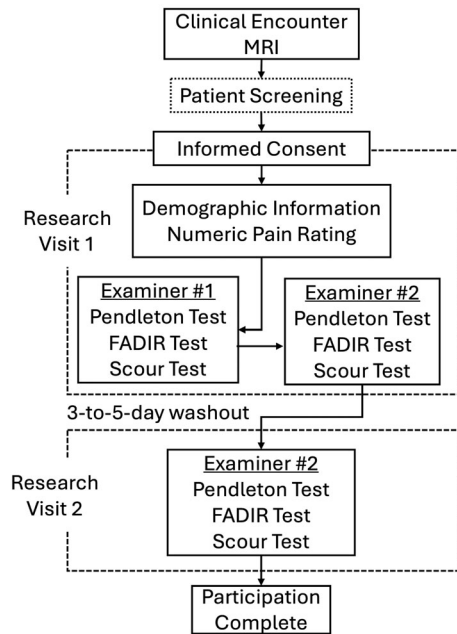 Clinical Encounter
MRI
Patient Screening
Informed Consent
Research
Visit 1
Demographic Information
Numeric Pain Rating
Examiner #1
Pendleton Test
FADIR Test
Scour Test
Examiner #2
Pendleton Test
FADIR Test
Scour Test
3-to-5-day washout
Research
Visit 2
Examiner #2
Pendleton Test
FADIR Test
Scour Test
Participation
Complete